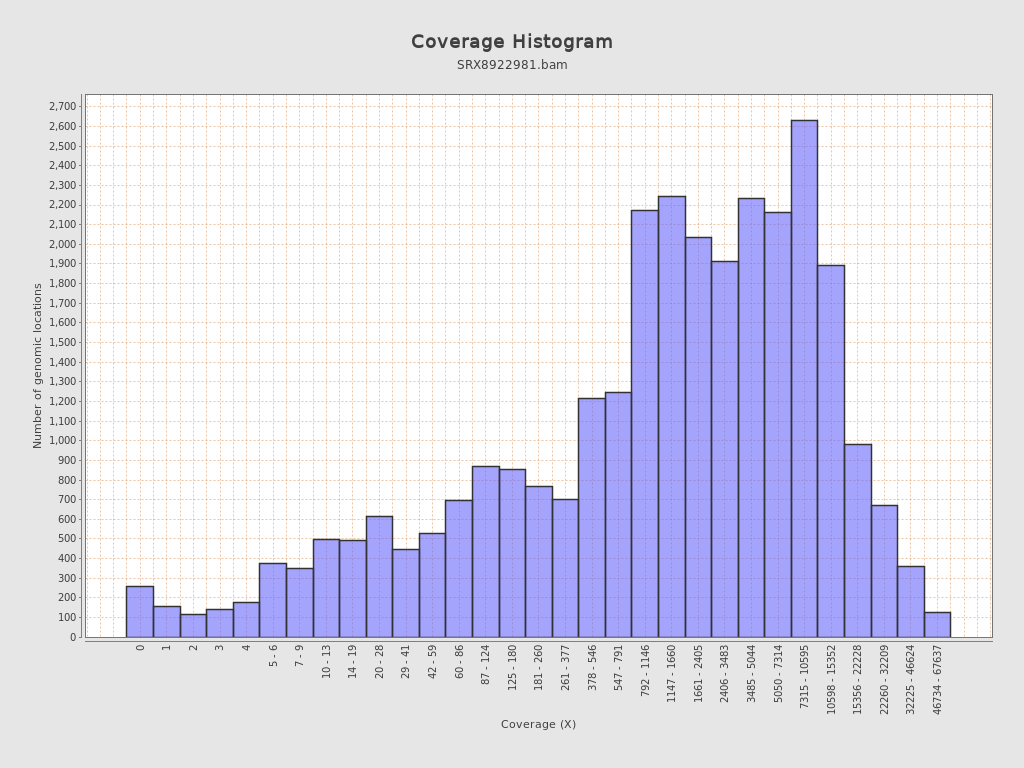 Coverage Histogram
SRX8922981.bam
Number of genomic locations
2,700
2,600
2,500
2,400
2,300
2,200
2,100
2,000
1,900
1,800
1,700
1,600
1,500
1,400
1,300
1,200
1,100
1,000
900
800
700
600
500
400
300
200
100
0
0
1
2
3
4
5 - 6
7 - 9
10 - 13
14 - 19
20 - 28
29 - 41
42 - 59
60 - 86
87 - 124
125 - 180
181 - 260
261 - 377
378 - 546
547 - 791
792 - 1146
1147 - 1660
1661 - 2405
2406 - 3483
3485 - 5044
5050 - 7314
7315 - 10595
10598 - 15352
15356 - 22228
22260 - 32209
32225 - 46624
46734 - 67637
Coverage (X)